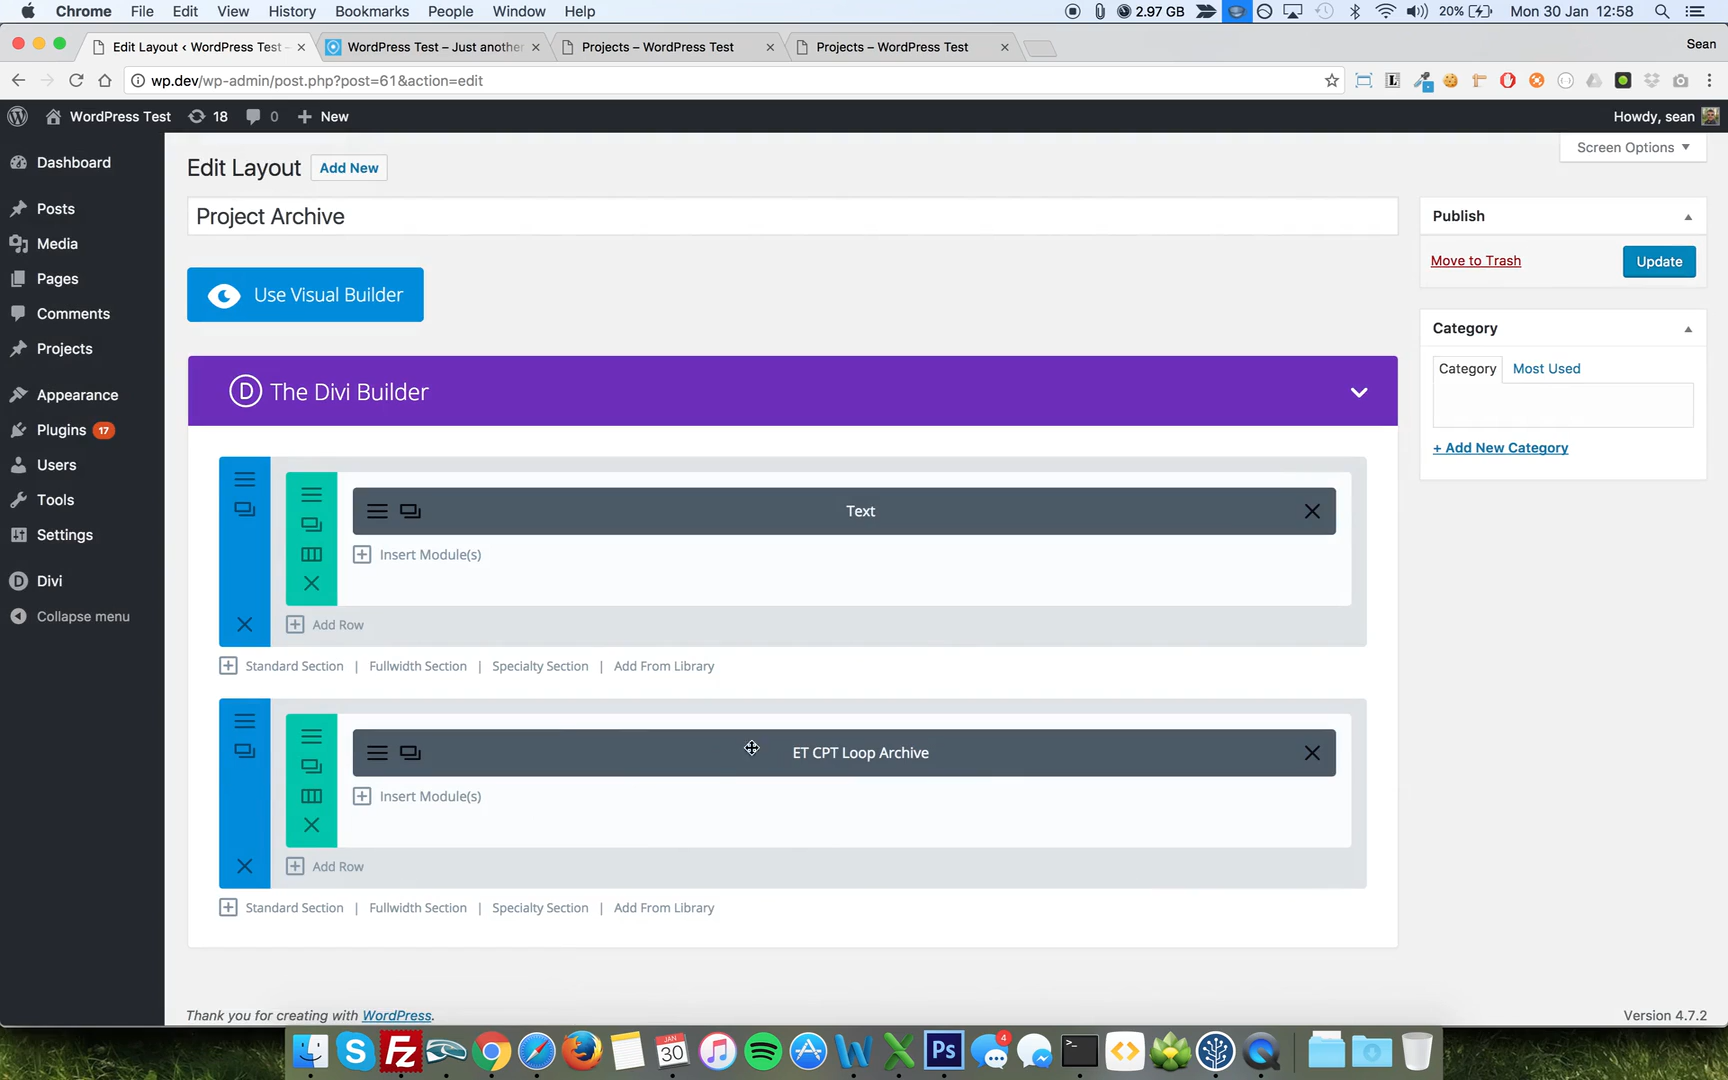 Chrome File Edit View History Bookmarks People Window Help 2.97 GB 20% Mon 30 Jan 12:58
Edit Layout ‹ WordPress Test – WordPress Test – Just another Projects – WordPress Test Projects – WordPress Test Sean
wp.dev/wp-admin/post.php?post=61&action=edit
WordPress Test 18 0 New Howdy, sean
Screen Options
Edit Layout Add New
Project Archive
Use Visual Builder
D The Divi Builder
Text
Insert Module(s)
Add Row
Standard Section | Fullwidth Section | Specialty Section | Add From Library
ET CPT Loop Archive
Insert Module(s)
Add Row
Standard Section | Fullwidth Section | Specialty Section | Add From Library
Dashboard
Posts
Media
Pages
Comments
Projects
Appearance
Plugins 17
Users
Tools
Settings
D Divi
Collapse menu
Publish
Move to Trash Update
Category
Category Most Used
+ Add New Category
Thank you for creating with WordPress. Version 4.7.2
S Fz JAN 30 W X Ps 4 >_